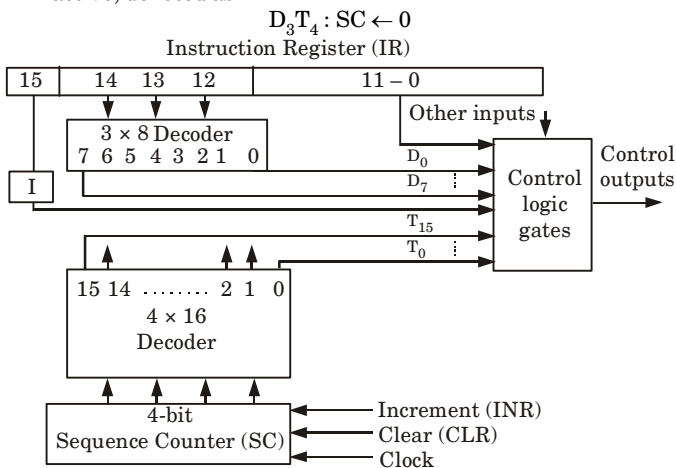 D₃T₄ : SC ← 0
Instruction Register (IR)
15 14 13 12 11 – 0
Other inputs
3 × 8 Decoder
7 6 5 4 3 2 1 0
D₀
D₇
I
Control
logic
gates
Control
outputs
T₁₅
T₀
15 14 ........ 2 1 0
4 × 16
Decoder
4-bit
Sequence Counter (SC)
Increment (INR)
Clear (CLR)
Clock